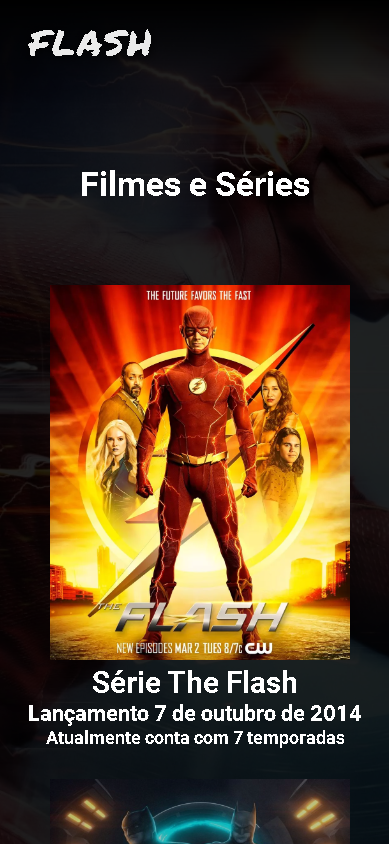 FLASH
Filmes e Séries
THE FUTURE FAVORS THE FAST
THE FLASH
NEW EPISODES MAR 2 TUES 8/7c CW
Série The Flash
Lançamento 7 de outubro de 2014
Atualmente conta com 7 temporadas